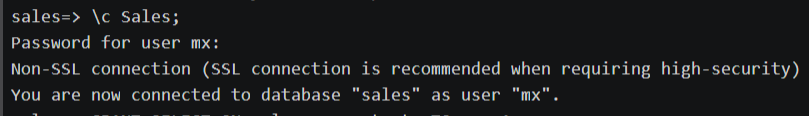 sales=> \c Sales;
Password for user mx:
Non-SSL connection (SSL connection is recommended when requiring high-security)
You are now connected to database "sales" as user "mx".